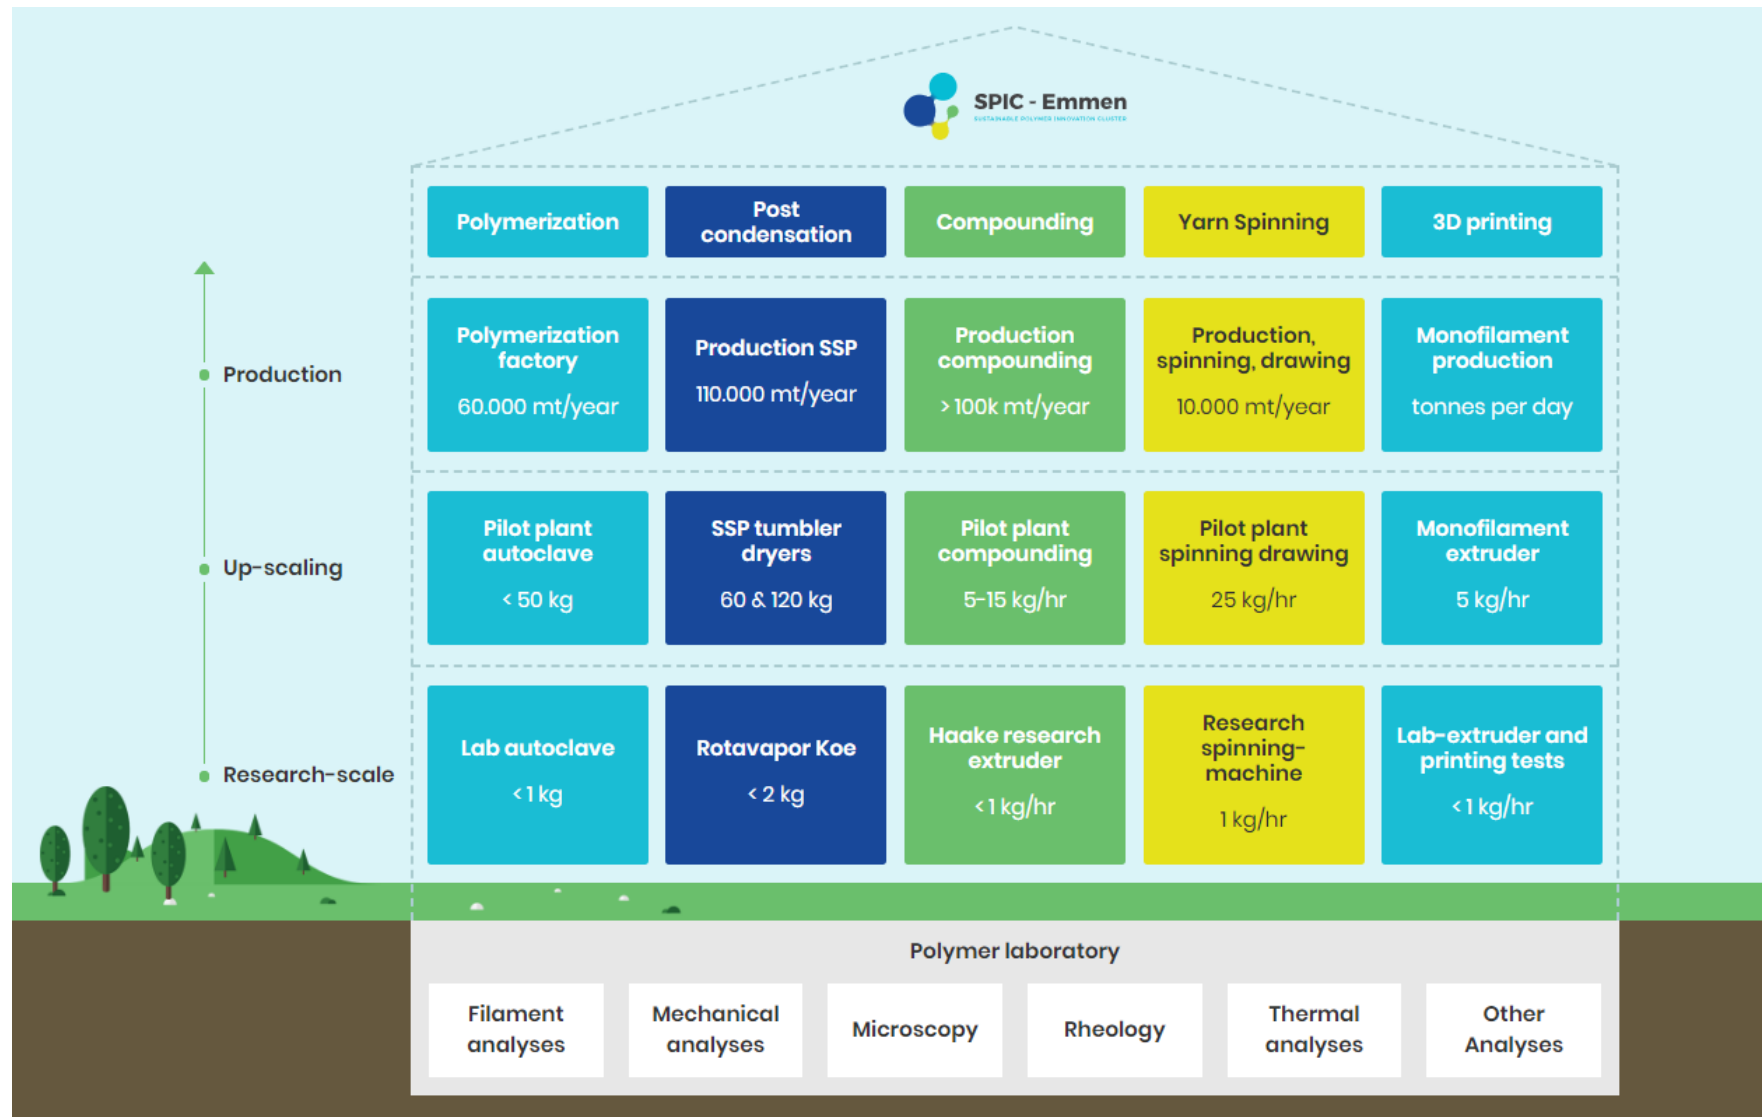 SPIC - Emmen
SUSTAINABLE POLYMER INNOVATION CLUSTER
Polymerization
Post
condensation
Compounding
Yarn Spinning
3D printing
Production
Polymerization
factory
60.000 mt/year
Production SSP
110.000 mt/year
Production
compounding
> 100k mt/year
Production,
spinning, drawing
10.000 mt/year
Monofilament
production
tonnes per day
Up-scaling
Pilot plant
autoclave
< 50 kg
SSP tumbler
dryers
60 & 120 kg
Pilot plant
compounding
5-15 kg/hr
Pilot plant
spinning drawing
25 kg/hr
Monofilament
extruder
5 kg/hr
Research-scale
Lab autoclave
< 1 kg
Rotavapor Koe
< 2 kg
Haake research
extruder
< 1 kg/hr
Research
spinning-
machine
1 kg/hr
Lab-extruder and
printing tests
< 1 kg/hr
Polymer laboratory
Filament
analyses
Mechanical
analyses
Microscopy
Rheology
Thermal
analyses
Other
Analyses